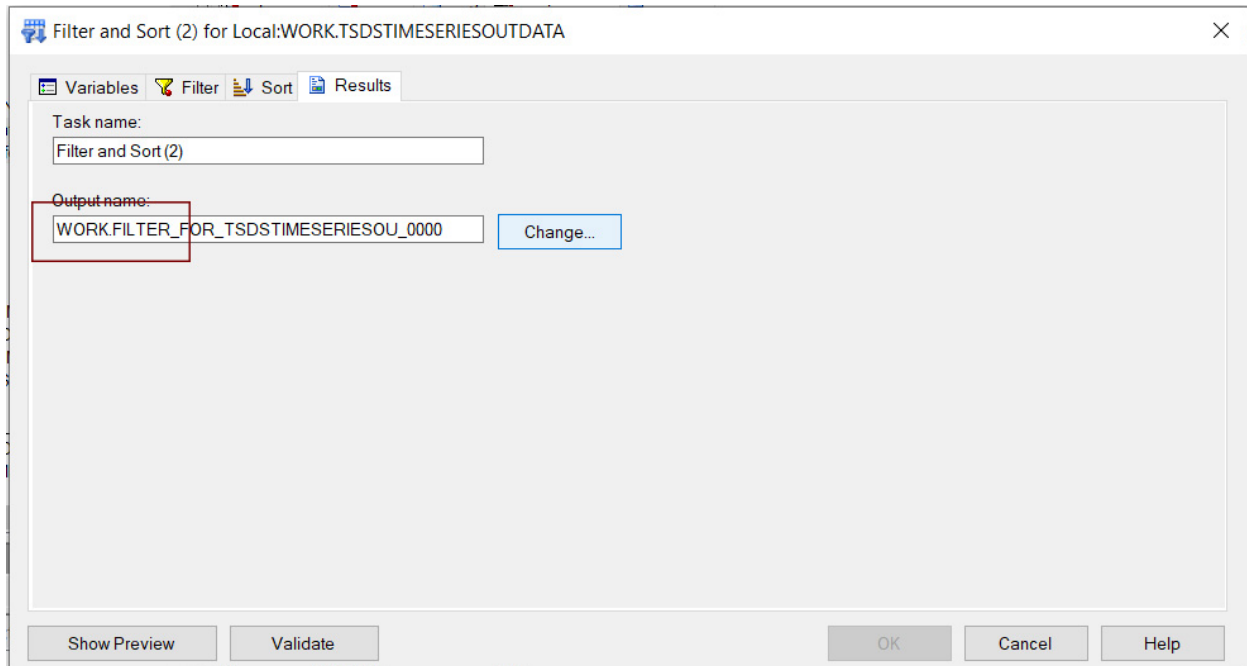 Filter and Sort (2) for Local:WORK.TSDSTIMESERIESOUTDATA
Variables Filter Sort Results
Task name:
Filter and Sort (2)
Output name:
WORK.FILTER_FOR_TSDSTIMESERIESOU_0000 Change...
Show Preview Validate OK Cancel Help